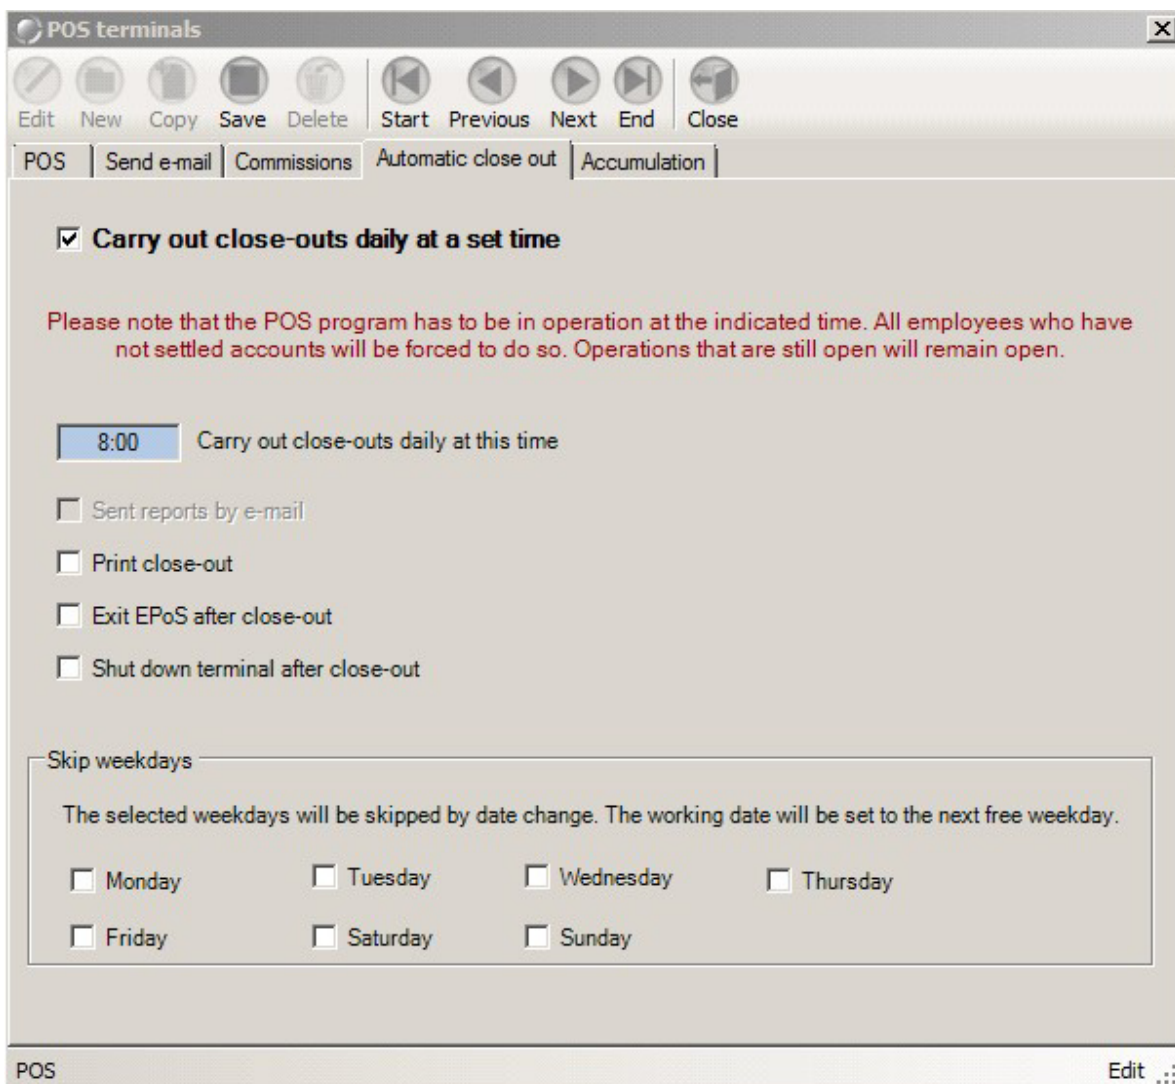 POS terminals
Edit New Copy Save Delete Start Previous Next End Close
POS Send e-mail Commissions Automatic close out Accumulation
Carry out close-outs daily at a set time
Please note that the POS program has to be in operation at the indicated time. All employees who have
not settled accounts will be forced to do so. Operations that are still open will remain open.
8:00 Carry out close-outs daily at this time
Sent reports by e-mail
Print close-out
Exit EPoS after close-out
Shut down terminal after close-out
Skip weekdays
The selected weekdays will be skipped by date change. The working date will be set to the next free weekday.
Monday Tuesday Wednesday Thursday
Friday Saturday Sunday
POS Edit